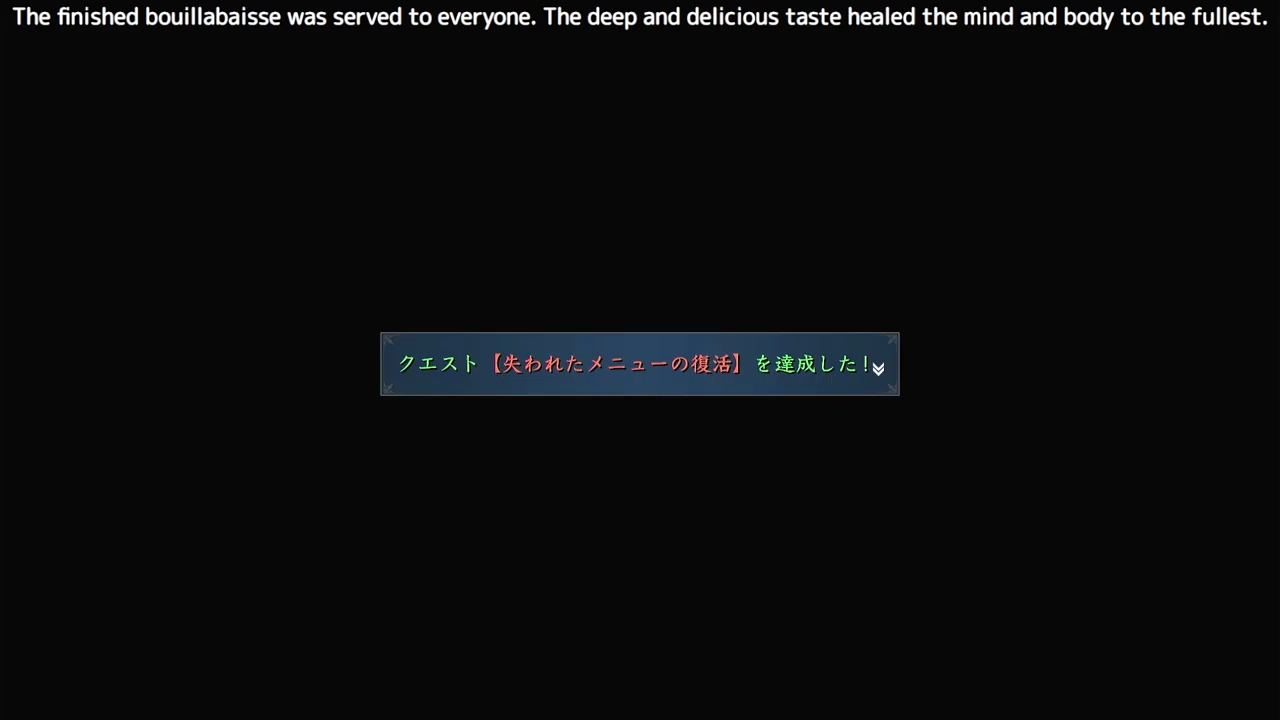 The finished bouillabaisse was served to everyone. The deep and delicious taste healed the mind and body to the fullest.
クエスト【失われたメニューの復活】を達成した!